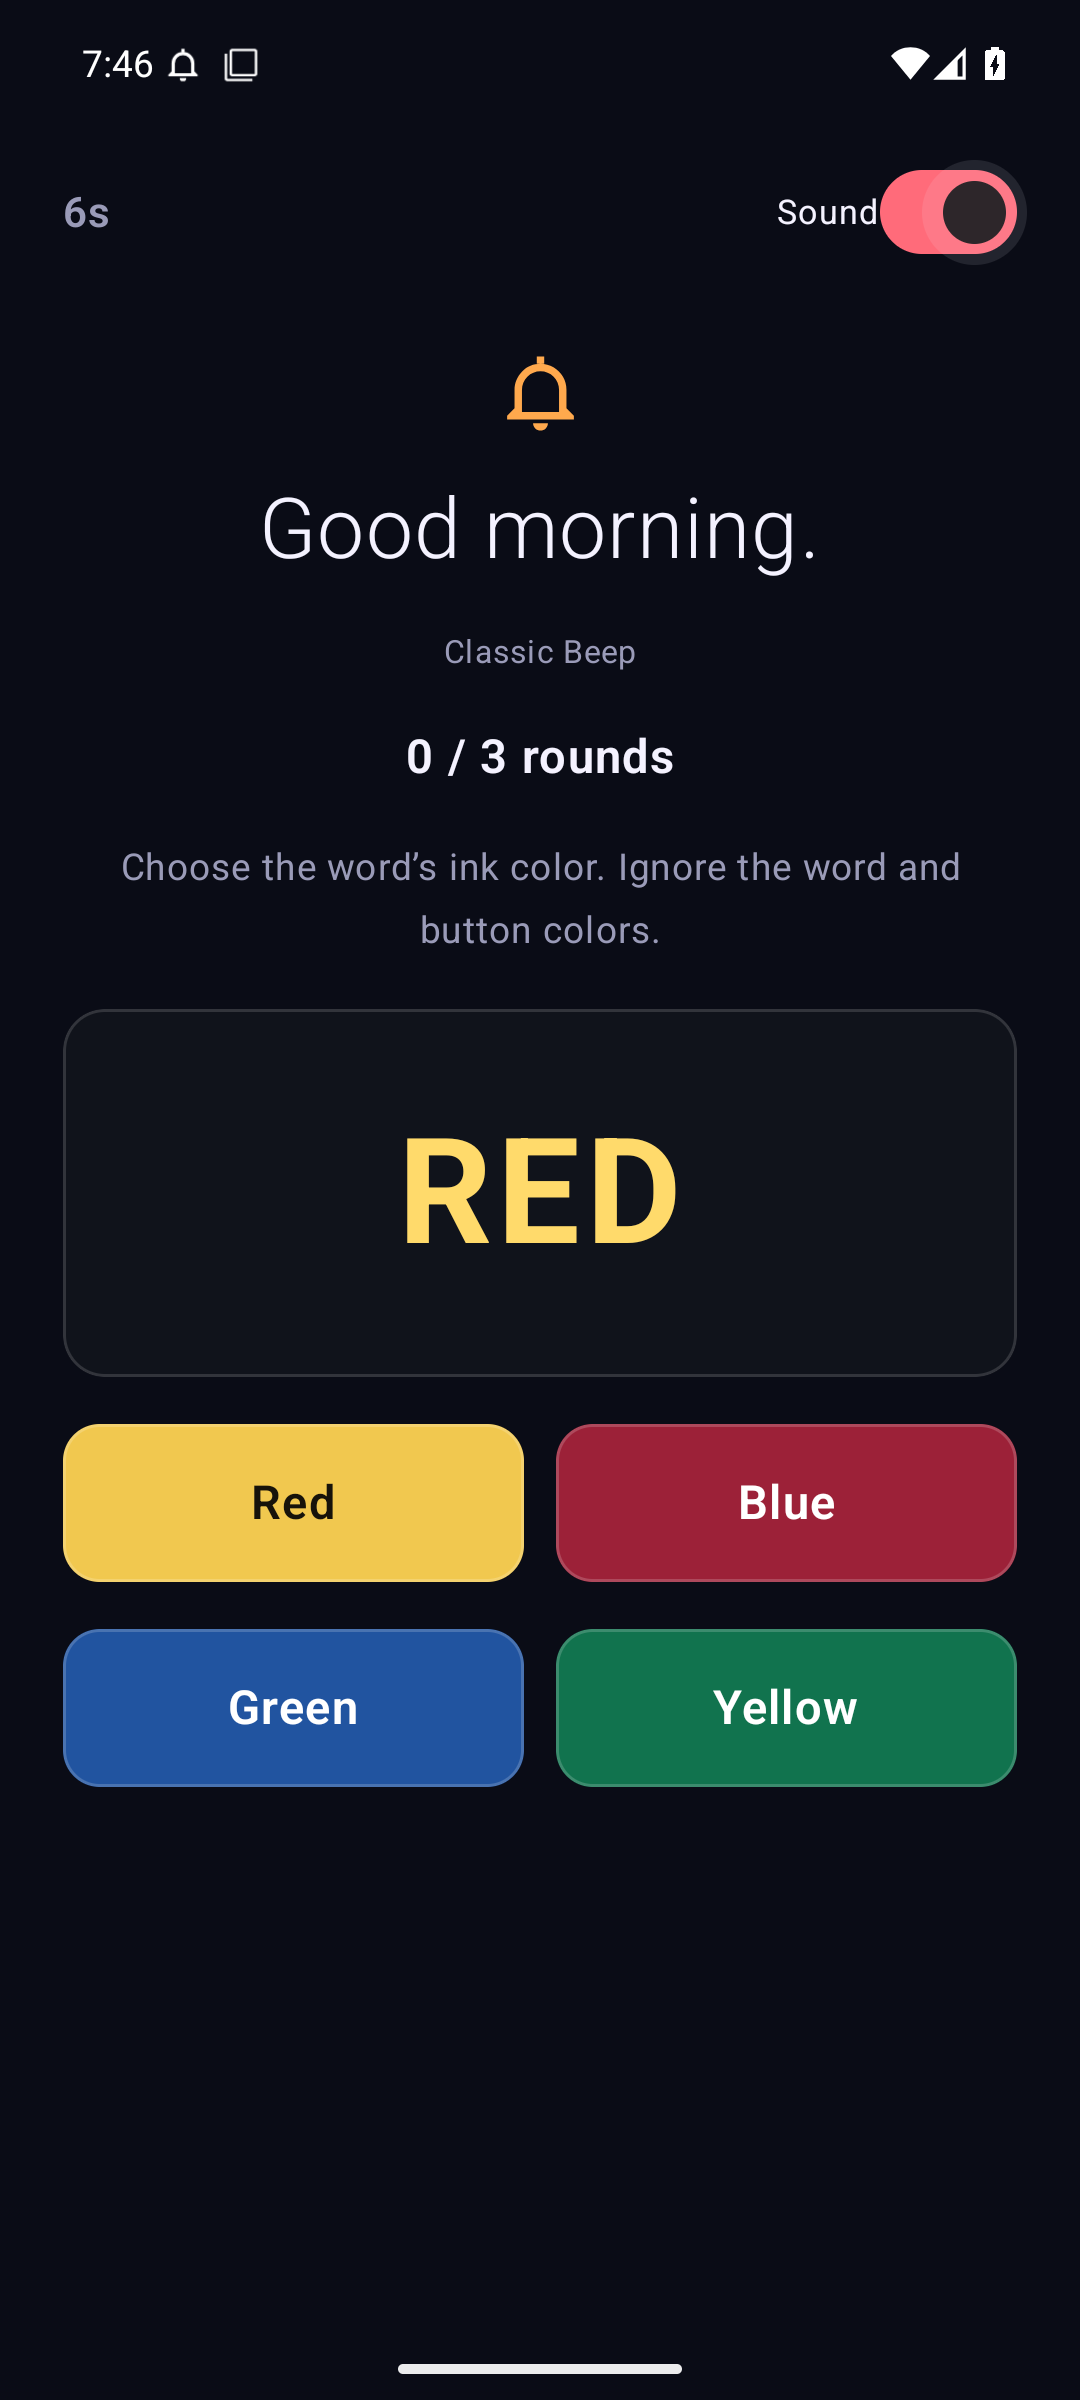 7:46
6s
Sound
Good morning.
Classic Beep
0 / 3 rounds
Choose the word’s ink color. Ignore the word and
button colors.
RED
Red
Blue
Green
Yellow